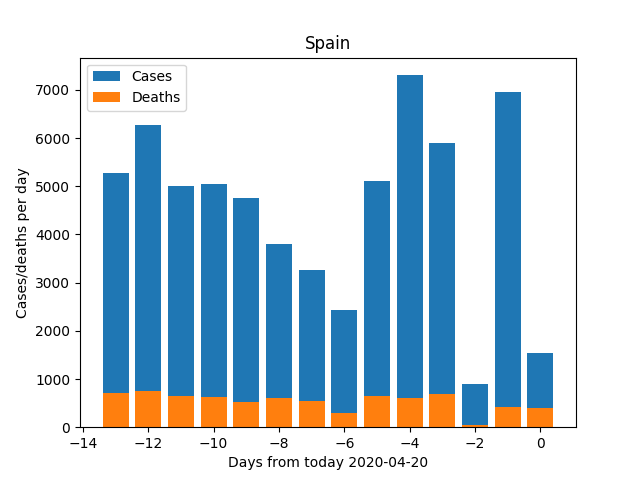 Spain
Cases
Deaths
Cases/deaths per day
7000
6000
5000
4000
3000
2000
1000
0
−14 −12 −10 −8 −6 −4 −2 0
Days from today 2020-04-20